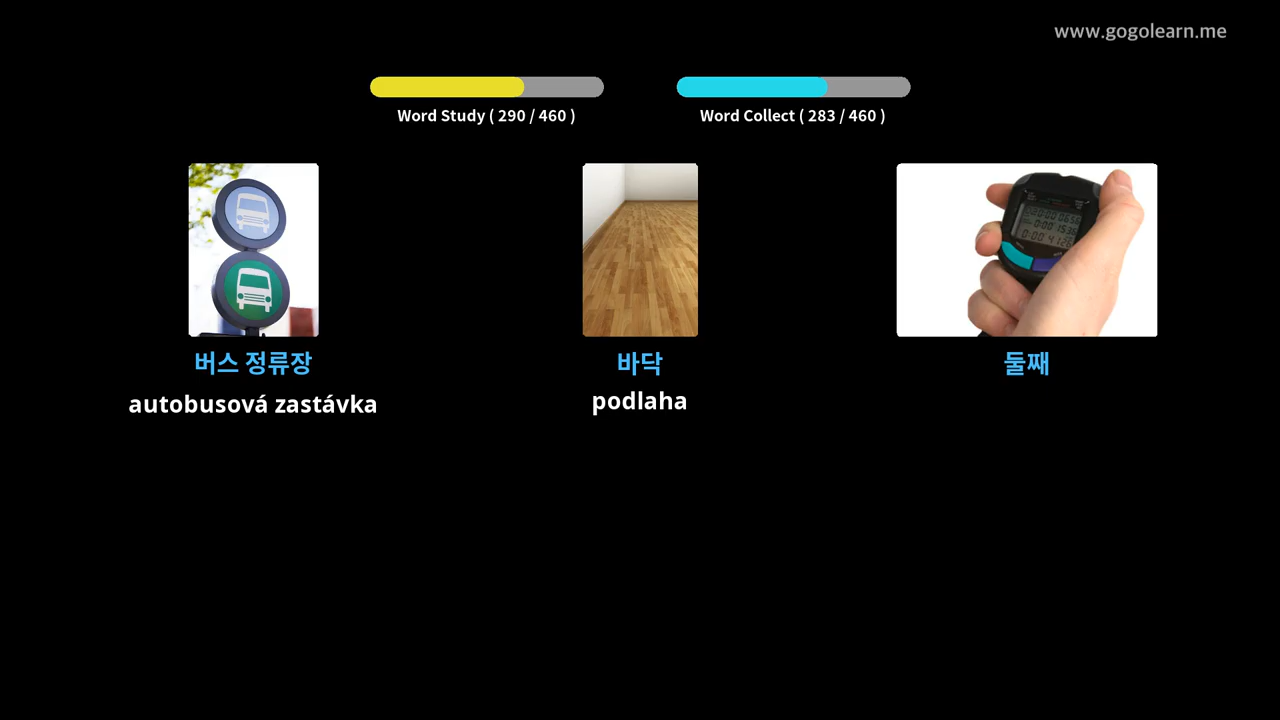 www.gogolearn.me
Word Study ( 290 / 460 )
Word Collect ( 283 / 460 )
버스 정류장
바닥
둘째
autobusová zastávka
podlaha